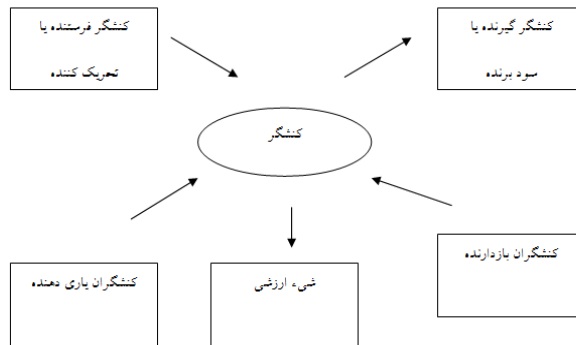 کنشگر گیرنده یا
سود برنده
کنشگر فرستنده یا
تحریک کننده
کنشگر
کنشگران بازدارنده
شیء ارزشی
کنشگران یاری دهنده